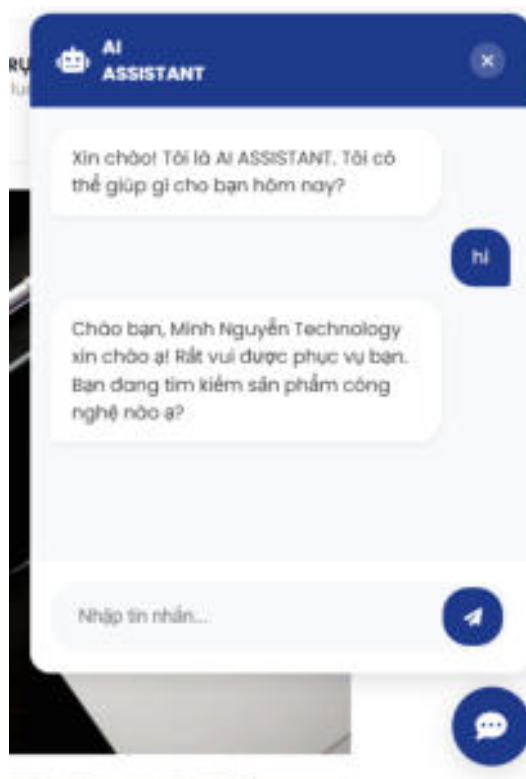 AI
ASSISTANT
Xin chào! Tôi là AI ASSISTANT. Tôi có
thể giúp gì cho bạn hôm nay?
hi
Chào bạn, Minh Nguyễn Technology
xin chào ạ! Rất vui được phục vụ bạn.
Bạn đang tìm kiếm sản phẩm công
nghệ nào ạ?
Nhập tin nhắn...